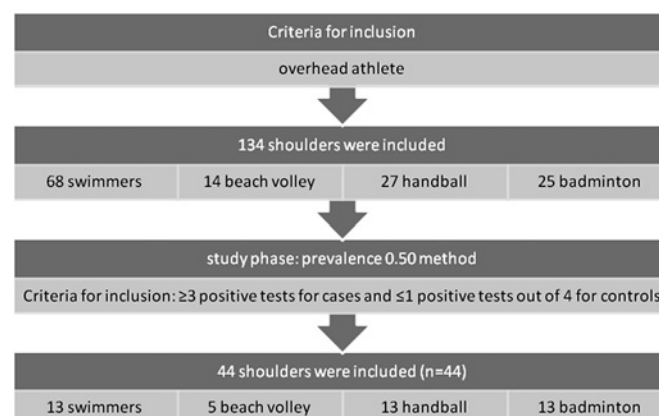 Criteria for inclusion
overhead athlete
134 shoulders were included
68 swimmers 14 beach volley 27 handball 25 badminton
study phase: prevalence 0.50 method
Criteria for inclusion: ≥3 positive tests for cases and ≤1 positive tests out of 4 for controls
44 shoulders were included (n=44)
13 swimmers 5 beach volley 13 handball 13 badminton